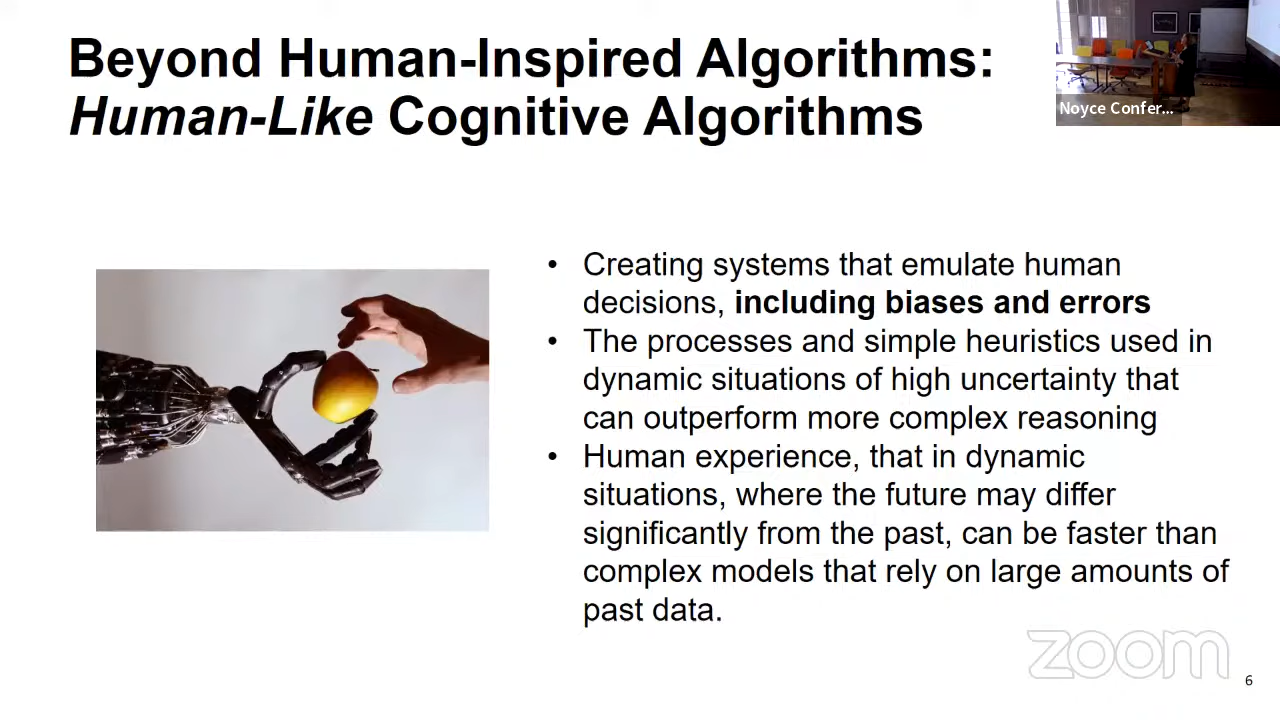 Beyond Human-Inspired Algorithms:
Human-Like Cognitive Algorithms
Noyce Confer...
• Creating systems that emulate human
decisions, including biases and errors
• The processes and simple heuristics used in
dynamic situations of high uncertainty that
can outperform more complex reasoning
• Human experience, that in dynamic
situations, where the future may differ
significantly from the past, can be faster than
complex models that rely on large amounts of
past data.
zoom
6